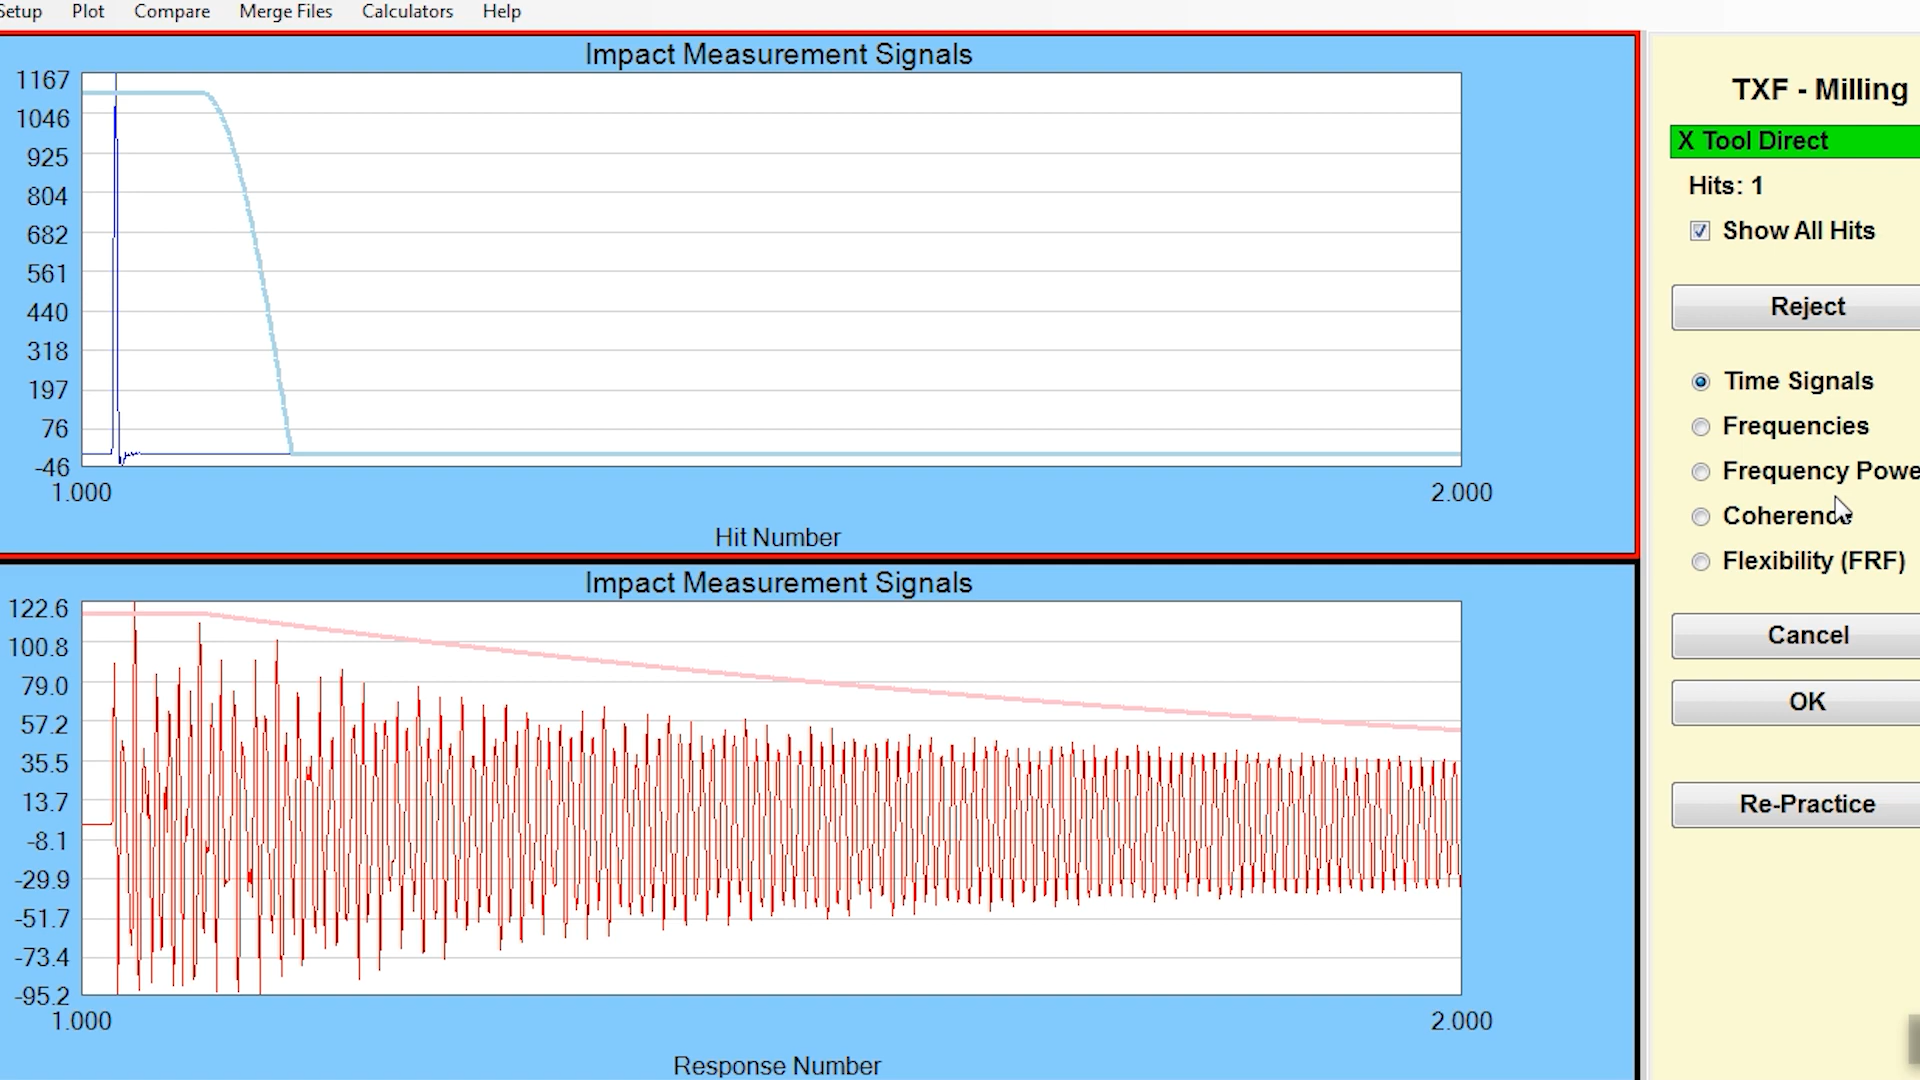 Setup Plot Compare Merge Files Calculators Help
Impact Measurement Signals
1167
1046
925
804
682
561
440
318
197
76
-46
1.000 2.000
Hit Number
Impact Measurement Signals
122.6
100.8
79.0
57.2
35.5
13.7
-8.1
-29.9
-51.7
-73.4
-95.2
1.000 2.000
Response Number
TXF - Milling
X Tool Direct
Hits: 1
Show All Hits
Reject
Time Signals
Frequencies
Frequency Powe
Coherence
Flexibility (FRF)
Cancel
OK
Re-Practice